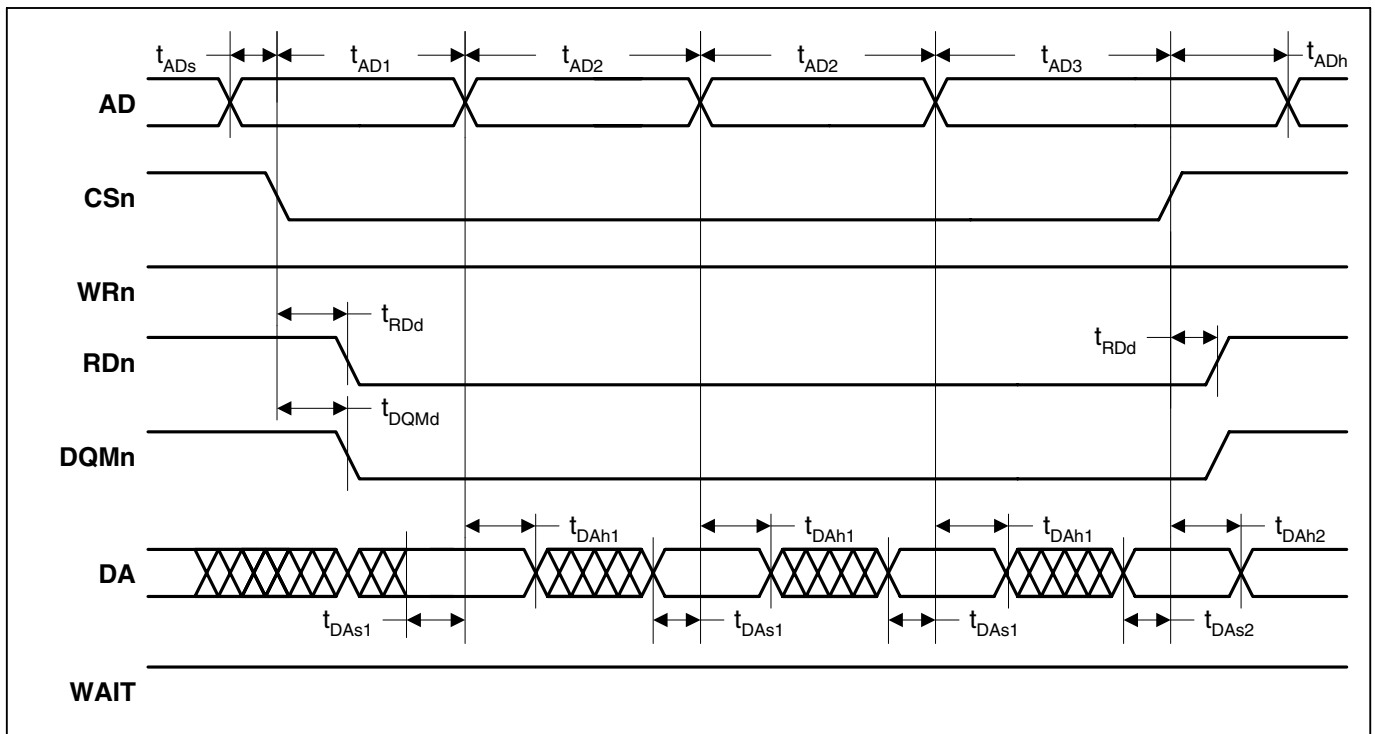 tADs tAD1 tAD2 tAD2 tAD3 tADh
AD
CSn
WRn
tRDd
RDn tRDd
tDQMd
DQMn
tDAh1 tDAh1 tDAh1 tDAh2
DA
tDAs1 tDAs1 tDAs1 tDAs2
WAIT